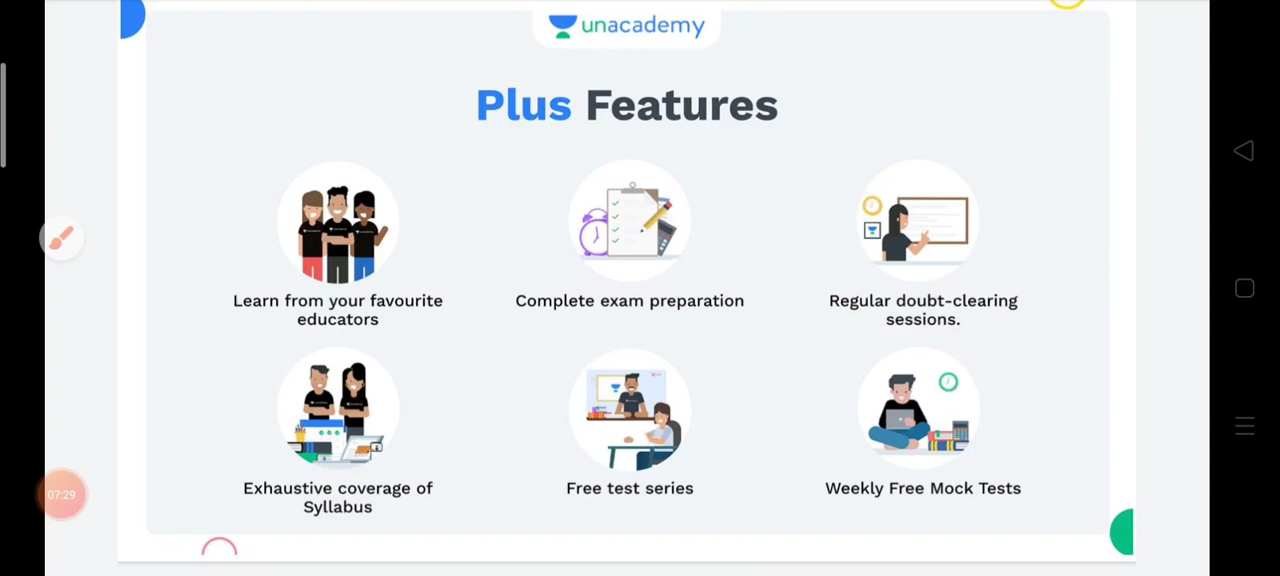 unacademy
Plus Features
Learn from your favourite
educators
Complete exam preparation
Regular doubt-clearing
sessions.
Exhaustive coverage of
Syllabus
Free test series
Weekly Free Mock Tests
07:29